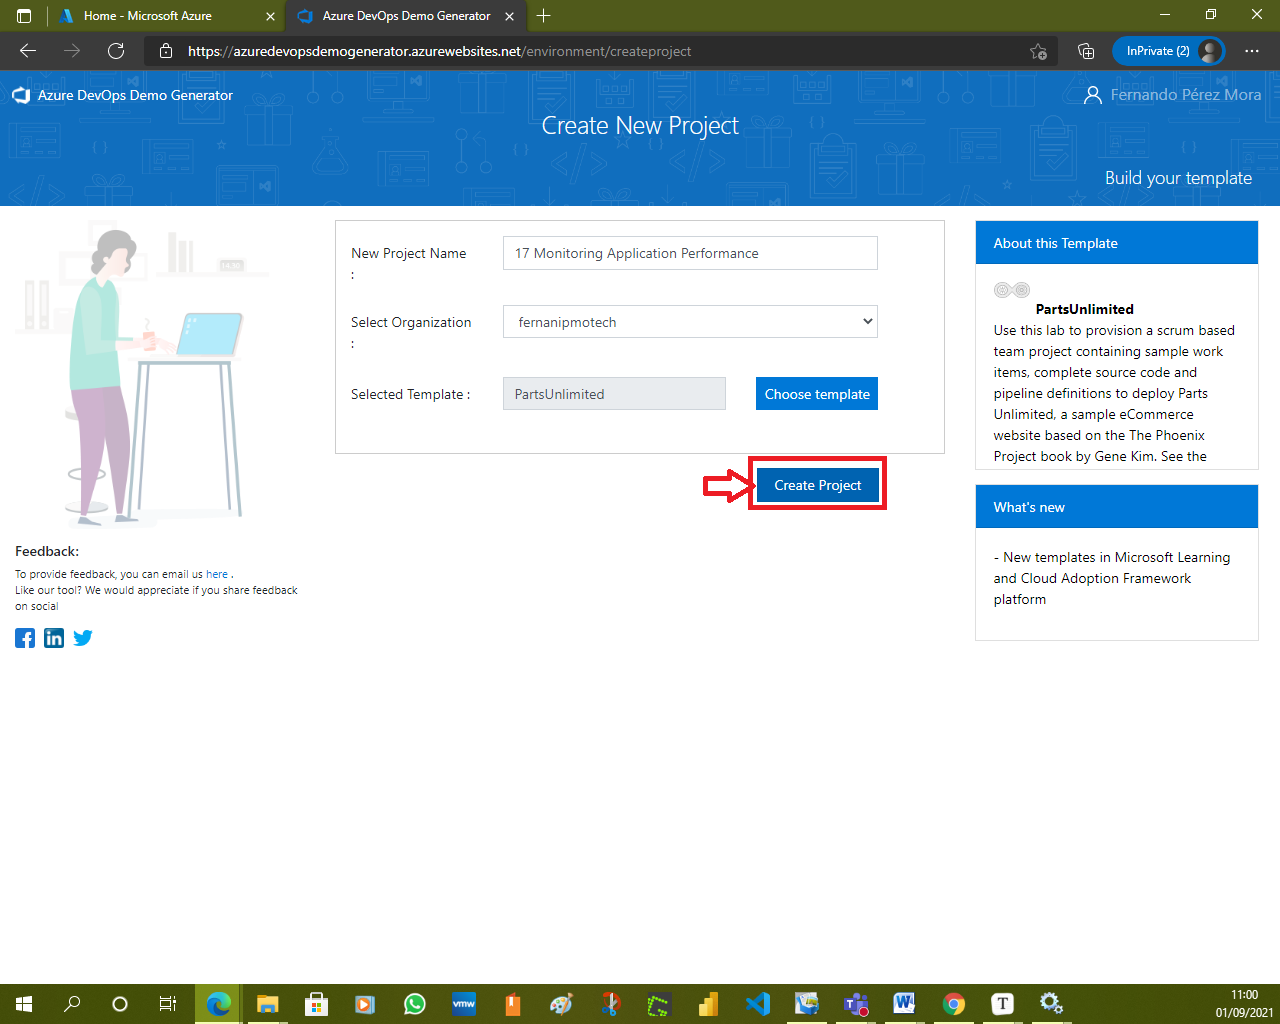 Home - Microsoft Azure
Azure DevOps Demo Generator
https://azuredevopsdemogenerator.azurewebsites.net/environment/createproject
InPrivate (2)
Azure DevOps Demo Generator
Fernando Pérez Mora
Create New Project
Build your template
New Project Name
:
17 Monitoring Application Performance
Select Organization
:
fernanipmotech
Selected Template :
PartsUnlimited
Choose template
Create Project
About this Template
PartsUnlimited
Use this lab to provision a scrum based
team project containing sample work
items, complete source code and
pipeline definitions to deploy Parts
Unlimited, a sample eCommerce
website based on the The Phoenix
Project book by Gene Kim. See the
What's new
- New templates in Microsoft Learning
and Cloud Adoption Framework
platform
Feedback:
To provide feedback, you can email us here .
Like our tool? We would appreciate if you share feedback
on social
vmw
11:00
01/09/2021